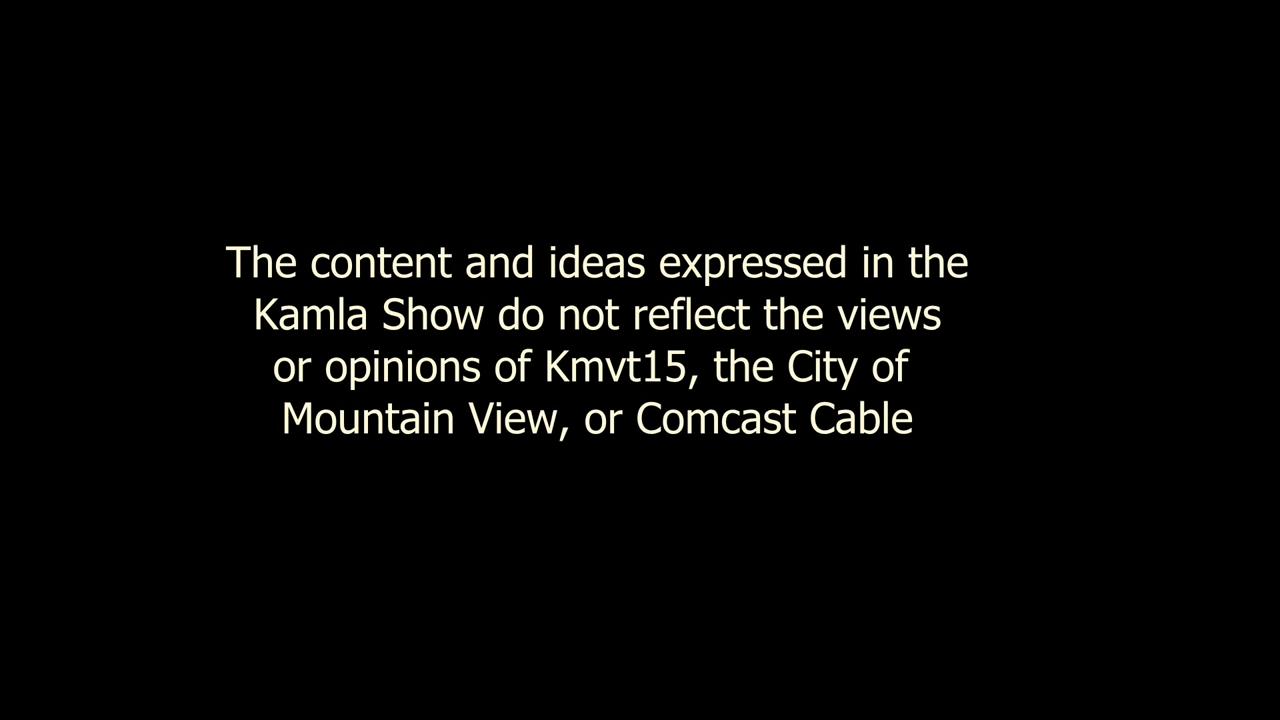 The content and ideas expressed in the
Kamla Show do not reflect the views
or opinions of Kmvt15, the City of
Mountain View, or Comcast Cable